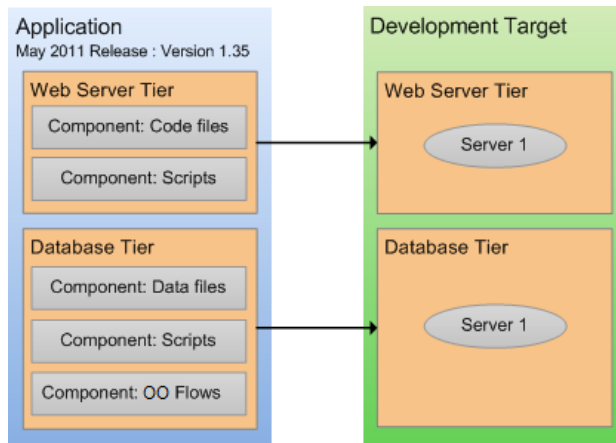 Application
May 2011 Release : Version 1.35
Web Server Tier
Component: Code files
Component: Scripts
Database Tier
Component: Data files
Component: Scripts
Component: OO Flows
Development Target
Web Server Tier
Server 1
Database Tier
Server 1